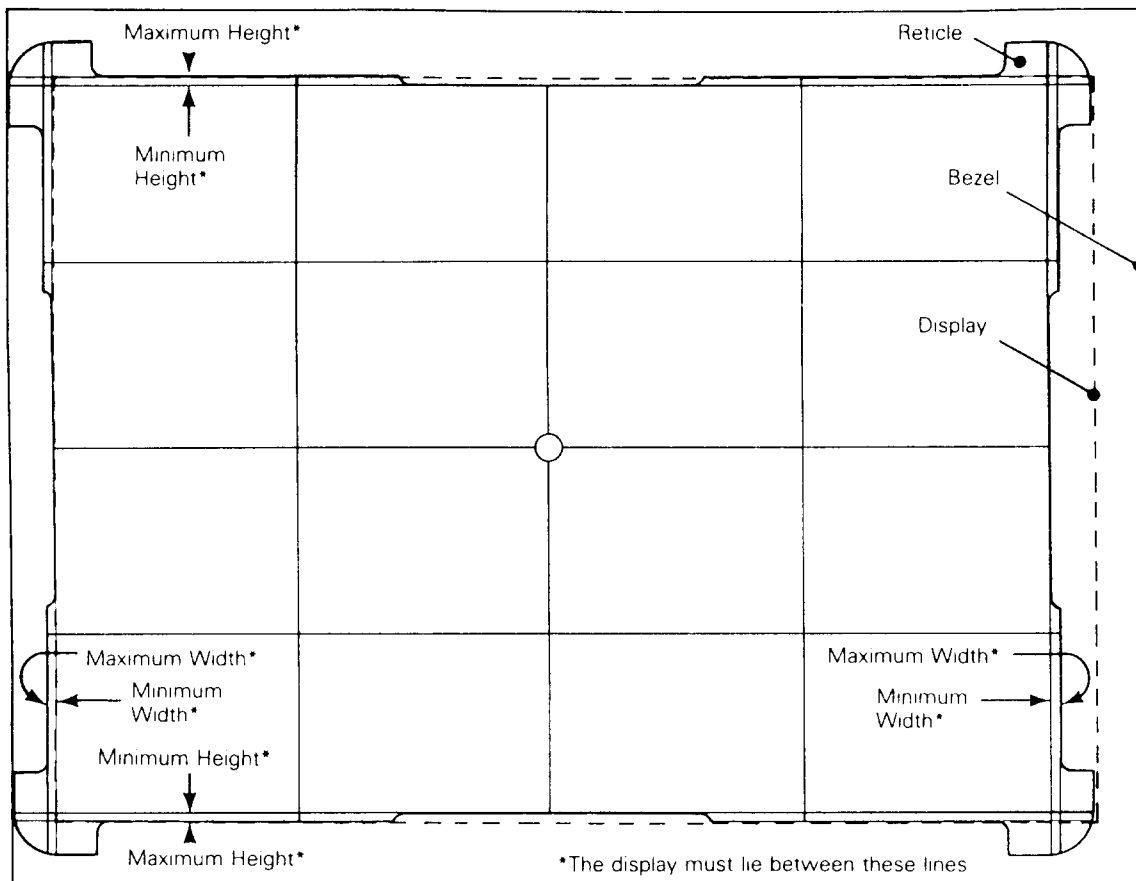 Maximum Height*
Reticle
Minimum
Height*
Bezel
Display
Maximum Width*
Minimum
Width*
Maximum Width*
Minimum
Width*
Minimum Height*
Maximum Height*
*The display must lie between these lines